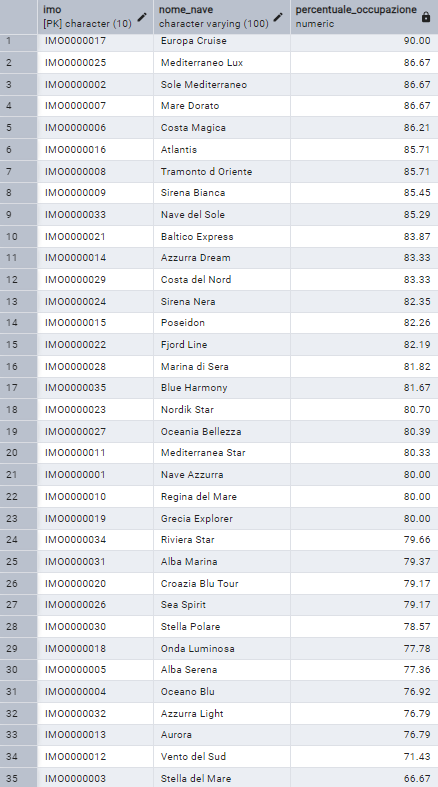 imo nome_nave percentuale_occupazione
[PK] character (10) character varying (100) numeric
1 IMO0000017 Europa Cruise 90.00
2 IMO0000025 Mediterraneo Lux 86.67
3 IMO0000002 Sole Mediterraneo 86.67
4 IMO0000007 Mare Dorato 86.67
5 IMO0000006 Costa Magica 86.21
6 IMO0000016 Atlantis 85.71
7 IMO0000008 Tramonto d Oriente 85.71
8 IMO0000009 Sirena Bianca 85.45
9 IMO0000033 Nave del Sole 85.29
10 IMO0000021 Baltico Express 83.87
11 IMO0000014 Azzurra Dream 83.33
12 IMO0000029 Costa del Nord 83.33
13 IMO0000024 Sirena Nera 82.35
14 IMO0000015 Poseidon 82.26
15 IMO0000022 Fjord Line 82.19
16 IMO0000028 Marina di Sera 81.82
17 IMO0000035 Blue Harmony 81.67
18 IMO0000023 Nordik Star 80.70
19 IMO0000027 Oceania Bellezza 80.39
20 IMO0000011 Mediterranea Star 80.33
21 IMO0000001 Nave Azzurra 80.00
22 IMO0000010 Regina del Mare 80.00
23 IMO0000019 Grecia Explorer 80.00
24 IMO0000034 Riviera Star 79.66
25 IMO0000031 Alba Marina 79.37
26 IMO0000020 Croazia Blu Tour 79.17
27 IMO0000026 Sea Spirit 79.17
28 IMO0000030 Stella Polare 78.57
29 IMO0000018 Onda Luminosa 77.78
30 IMO0000005 Alba Serena 77.36
31 IMO0000004 Oceano Blu 76.92
32 IMO0000032 Azzurra Light 76.79
33 IMO0000013 Aurora 76.79
34 IMO0000012 Vento del Sud 71.43
35 IMO0000003 Stella del Mare 66.67